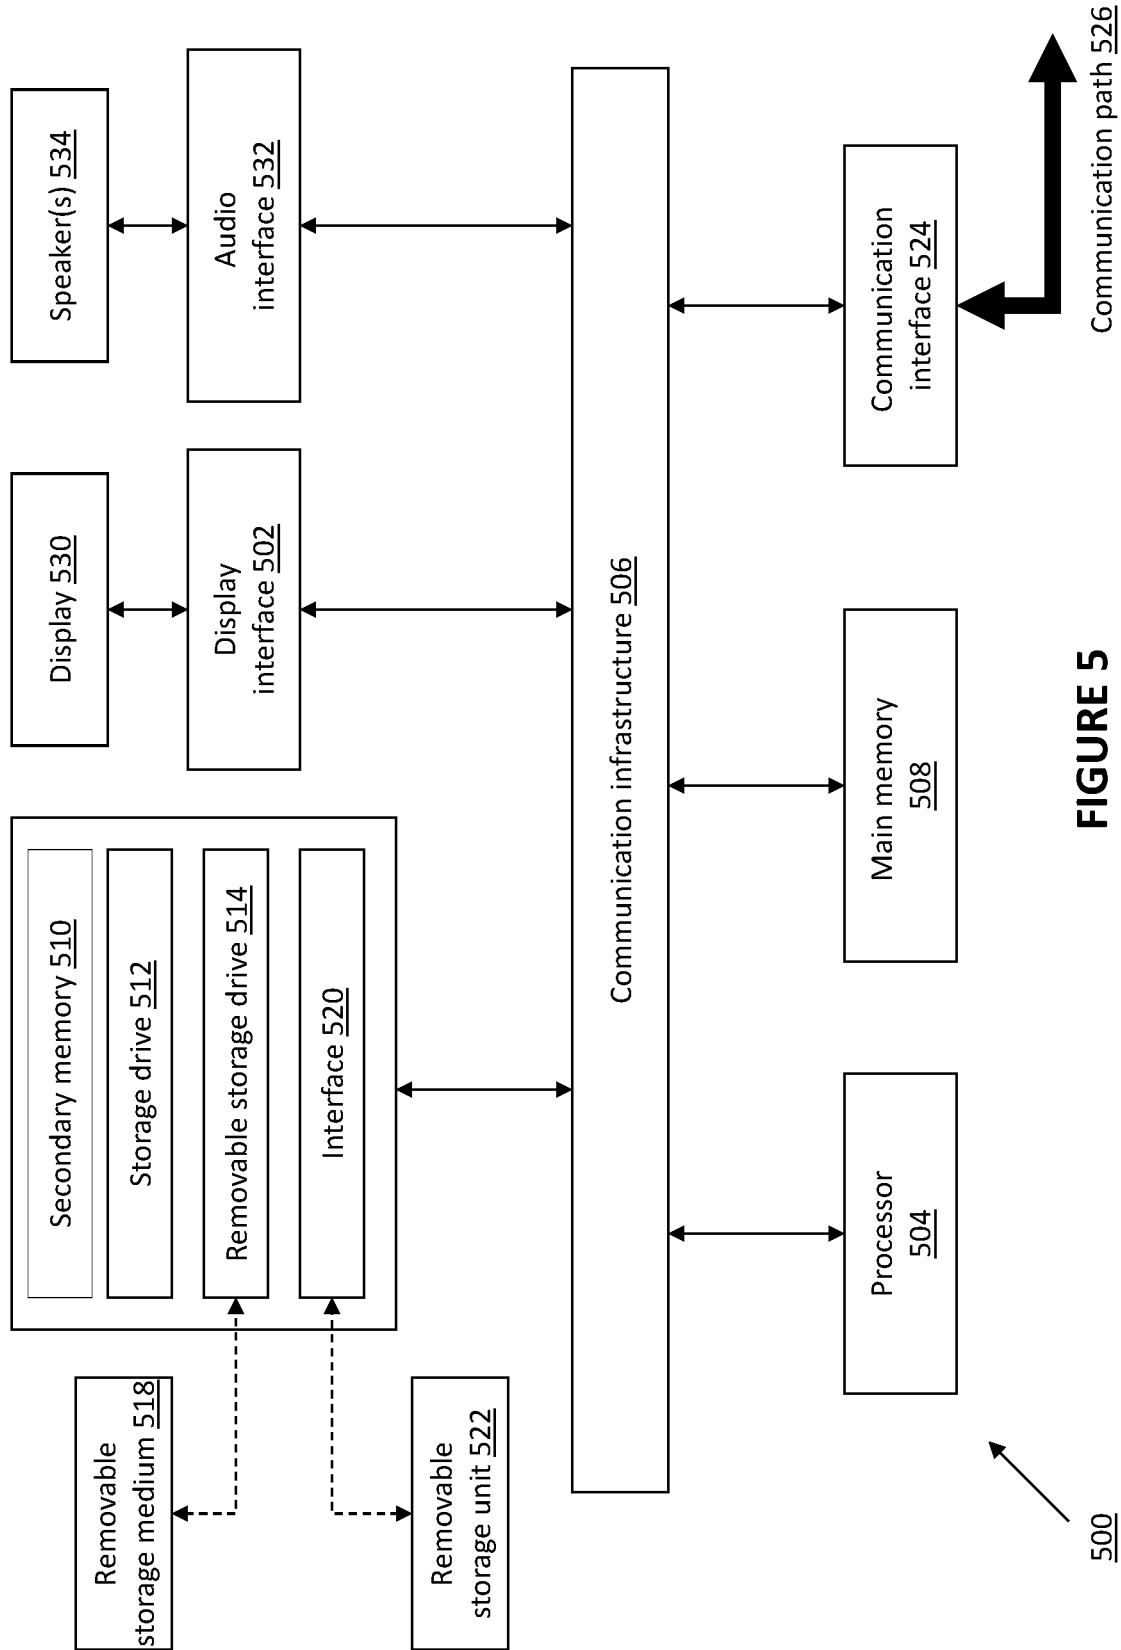 Removable
storage medium 518
Removable
storage unit 522
Secondary memory 510
Storage drive 512
Removable storage drive 514
Interface 520
Display 530
Display
interface 502
Speaker(s) 534
Audio
interface 532
Communication infrastructure 506
Processor
504
Main memory
508
Communication
interface 524
Communication path 526
500
FIGURE 5